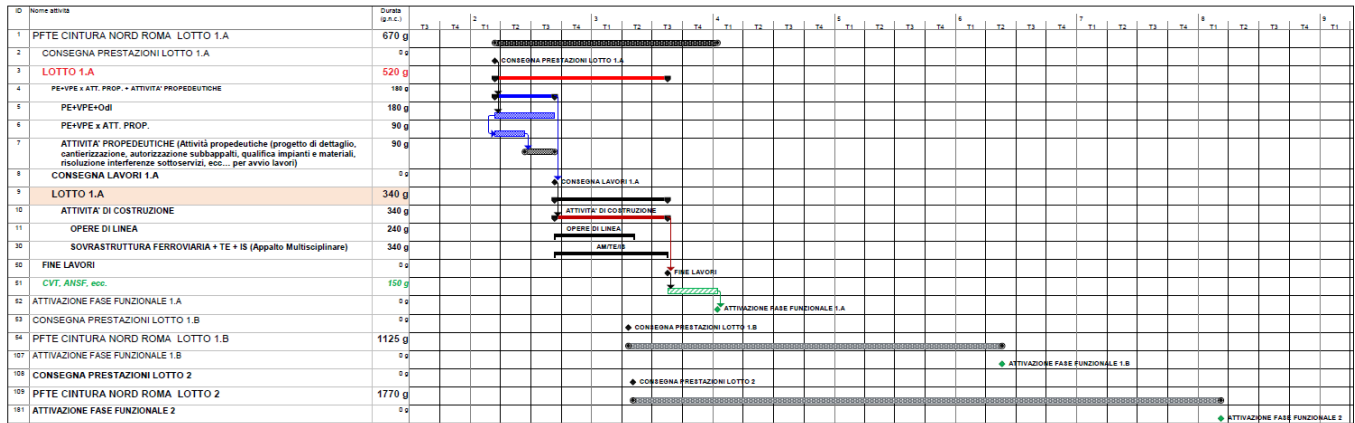 ID Nome attività Durata (g.n.c.) 2 3 4 5 6 7 8 9
T3 T4 T1 T2 T3 T4 T1 T2 T3 T4 T1 T2 T3 T4 T1 T2 T3 T4 T1 T2 T3 T4 T1 T2 T3 T4 T1 T2 T3 T4 T1
1 PFTE CINTURA NORD ROMA LOTTO 1.A 670 g
2 CONSEGNA PRESTAZIONI LOTTO 1.A 0 g CONSEGNA PRESTAZIONI LOTTO 1.A
3 LOTTO 1.A 520 g
4 PE+VPE x ATT. PROP. + ATTIVITA' PROPEDEUTICHE 180 g
5 PE+VPE+OdI 180 g
6 PE+VPE x ATT. PROP. 90 g
7 ATTIVITA' PROPEDEUTICHE (Attività propedeutiche (progetto di dettaglio, 90 g
cantierizzazione, autorizzazione subbappalti, qualifica impianti e materiali,
risoluzione interferenze sottoservizi, ecc... per avvio lavori)
8 CONSEGNA LAVORI 1.A 0 g CONSEGNA LAVORI 1.A
9 LOTTO 1.A 340 g
10 ATTIVITA' DI COSTRUZIONE 340 g ATTIVITA' DI COSTRUZIONE
11 OPERE DI LINEA 240 g OPERE DI LINEA
30 SOVRASTRUTTURA FERROVIARIA + TE + IS (Appalto Multisciplinare) 340 g AM/TE/IS
50 FINE LAVORI 0 g FINE LAVORI
51 CVT, ANSF, ecc. 150 g
52 ATTIVAZIONE FASE FUNZIONALE 1.A 0 g ATTIVAZIONE FASE FUNZIONALE 1.A
53 CONSEGNA PRESTAZIONI LOTTO 1.B 0 g CONSEGNA PRESTAZIONI LOTTO 1.B
54 PFTE CINTURA NORD ROMA LOTTO 1.B 1125 g
107 ATTIVAZIONE FASE FUNZIONALE 1.B 0 g ATTIVAZIONE FASE FUNZIONALE 1.B
108 CONSEGNA PRESTAZIONI LOTTO 2 0 g CONSEGNA PRESTAZIONI LOTTO 2
109 PFTE CINTURA NORD ROMA LOTTO 2 1770 g
181 ATTIVAZIONE FASE FUNZIONALE 2 0 g ATTIVAZIONE FASE FUNZIONALE 2